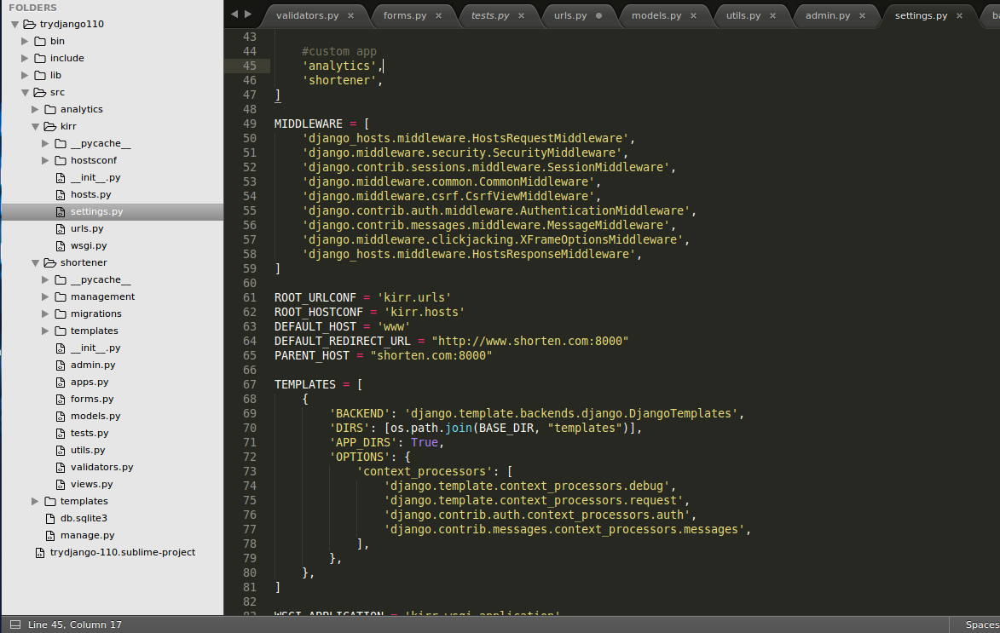 FOLDERS
trydjango110
bin
include
lib
src
analytics
kirr
__pycache__
hostsconf
__init__.py
hosts.py
settings.py
urls.py
wsgi.py
shortener
__pycache__
management
migrations
templates
__init__.py
admin.py
apps.py
forms.py
models.py
tests.py
utils.py
validators.py
views.py
templates
db.sqlite3
manage.py
trydjango-110.sublime-project
validators.py × forms.py × tests.py × urls.py models.py × utils.py × admin.py × settings.py × ba
43
44 #custom app
45 'analytics',
46 'shortener',
47 ]
48
49 MIDDLEWARE = [
50 'django_hosts.middleware.HostsRequestMiddleware',
51 'django.middleware.security.SecurityMiddleware',
52 'django.contrib.sessions.middleware.SessionMiddleware',
53 'django.middleware.common.CommonMiddleware',
54 'django.middleware.csrf.CsrfViewMiddleware',
55 'django.contrib.auth.middleware.AuthenticationMiddleware',
56 'django.contrib.messages.middleware.MessageMiddleware',
57 'django.middleware.clickjacking.XFrameOptionsMiddleware',
58 'django_hosts.middleware.HostsResponseMiddleware',
59 ]
60
61 ROOT_URLCONF = 'kirr.urls'
62 ROOT_HOSTCONF = 'kirr.hosts'
63 DEFAULT_HOST = 'www'
64 DEFAULT_REDIRECT_URL = "http://www.shorten.com:8000"
65 PARENT_HOST = "shorten.com:8000"
66
67 TEMPLATES = [
68 {
69 'BACKEND': 'django.template.backends.django.DjangoTemplates',
70 'DIRS': [os.path.join(BASE_DIR, "templates")],
71 'APP_DIRS': True,
72 'OPTIONS': {
73 'context_processors': [
74 'django.template.context_processors.debug',
75 'django.template.context_processors.request',
76 'django.contrib.auth.context_processors.auth',
77 'django.contrib.messages.context_processors.messages',
78 ],
79 },
80 },
81 ]
82
83 WSGI_APPLICATION = 'kirr.wsgi.application'
Line 45, Column 17
Spaces